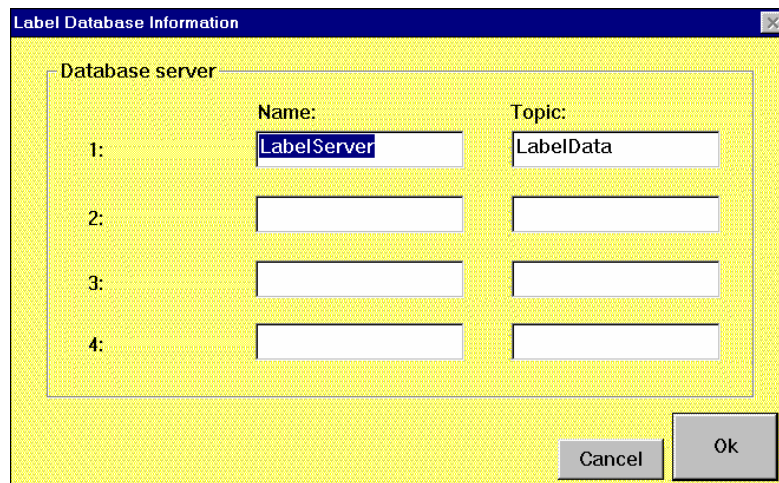 Label Database Information
Database server
Name: Topic:
1: LabelServer LabelData
2:
3:
4:
Cancel Ok